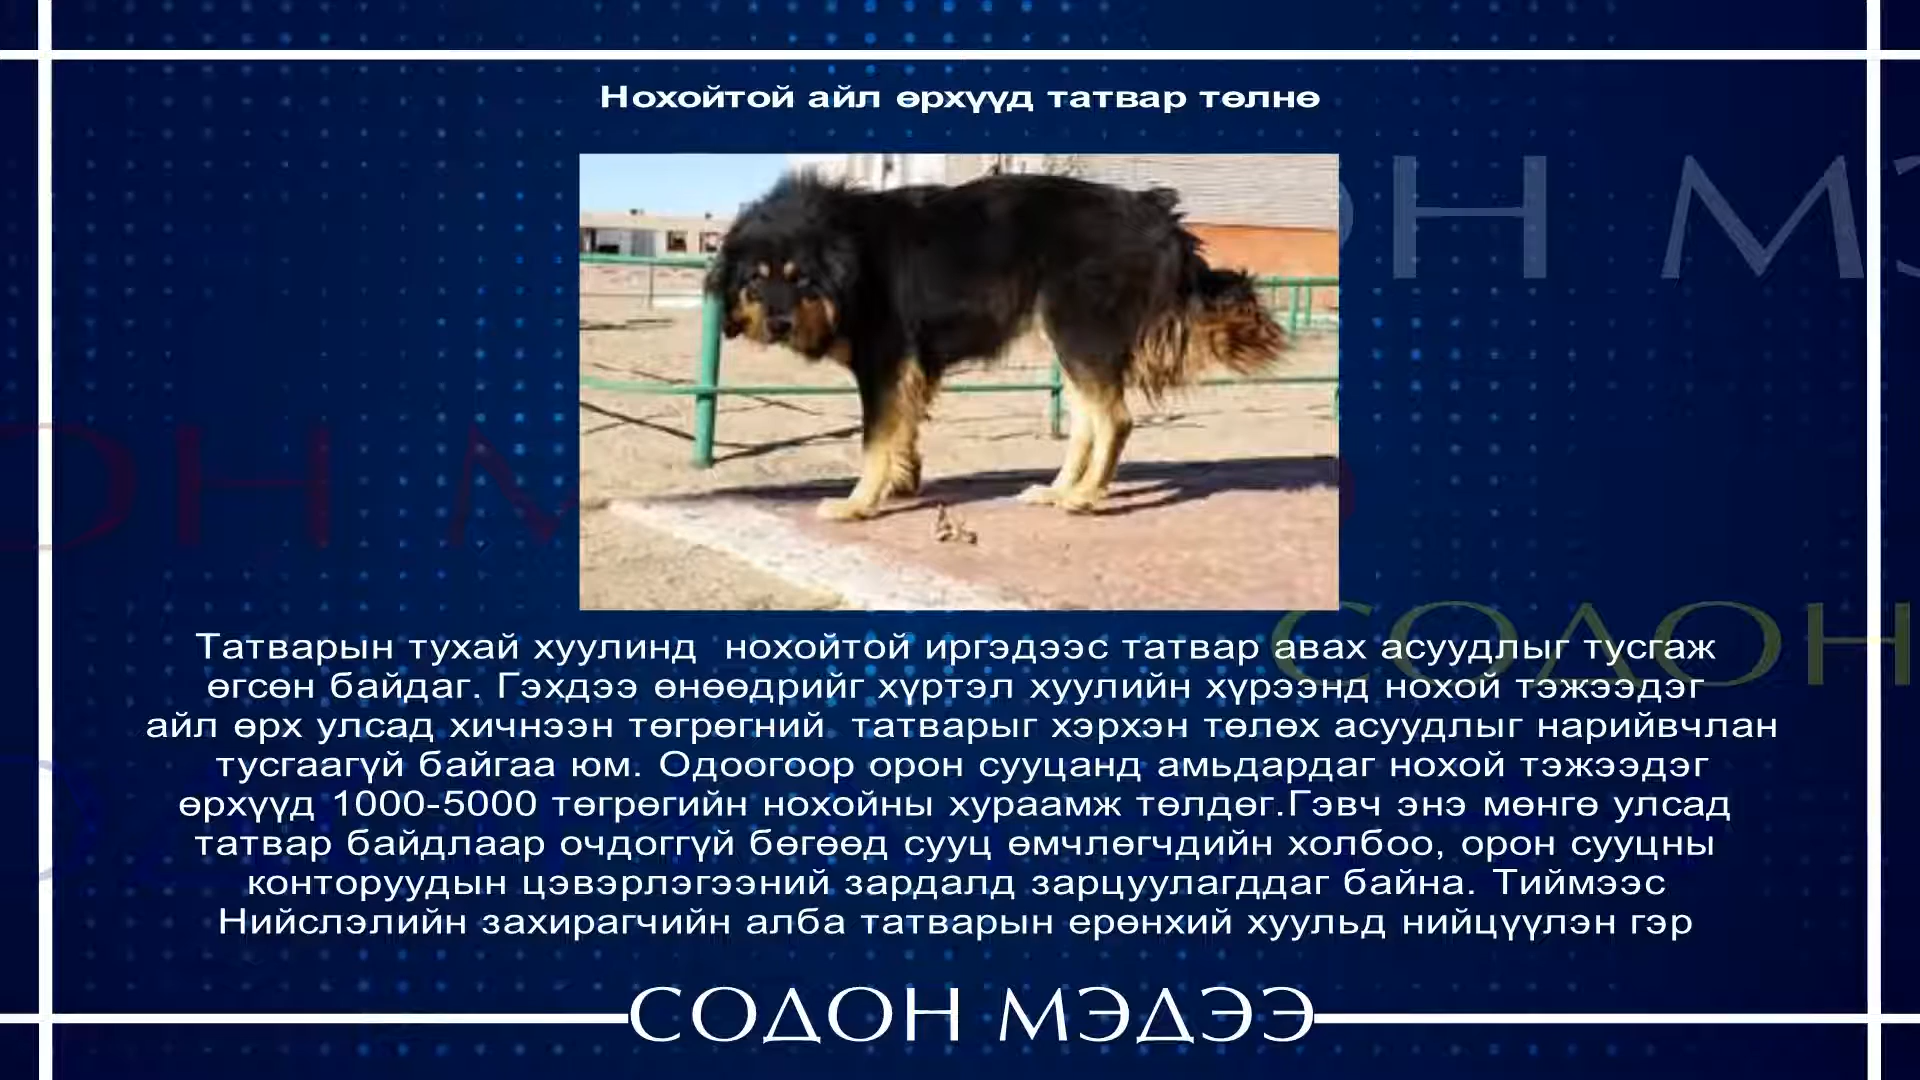 Нохойтой айл өрхүүд татвар төлнө
ОН МЭ
ОН М
СОДОН
Татварын тухай хуулинд нохойтой иргэдээс татвар авах асуудлыг тусгаж
өгсөн байдаг. Гэхдээ өнөөдрийг хүртэл хуулийн хүрээнд нохой тэжээдэг
айл өрх улсад хичнээн төгрөгний. татварыг хэрхэн төлөх асуудлыг нарийвчлан
тусгаагүй байгаа юм. Одоогоор орон сууцанд амьдардаг нохой тэжээдэг
өрхүүд 1000-5000 төгрөгийн нохойны хураамж төлдөг.Гэвч энэ мөнгө улсад
татвар байдлаар очдоггүй бөгөөд сууц өмчлөгчдийн холбоо, орон сууцны
конторуудын цэвэрлэгээний зардалд зарцуулагддаг байна. Тиймээс
Нийслэлийн захирагчийн алба татварын ерөнхий хуульд нийцүүлэн гэр
СОДОН МЭДЭЭ